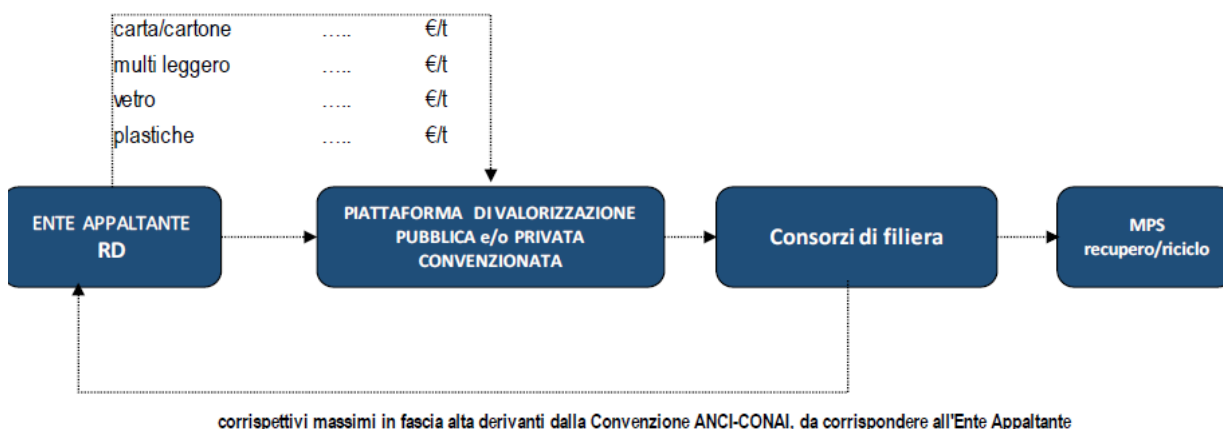 carta/cartone ….. €/t
multi leggero ….. €/t
vetro ….. €/t
plastiche ….. €/t
ENTE APPALTANTE
RD
PIATTAFORMA DI VALORIZZAZIONE
PUBBLICA e/o PRIVATA
CONVENZIONATA
Consorzi di filiera
MPS
recupero/riciclo
corrispettivi massimi in fascia alta derivanti dalla Convenzione ANCI-CONAI, da corrispondere all'Ente Appaltante